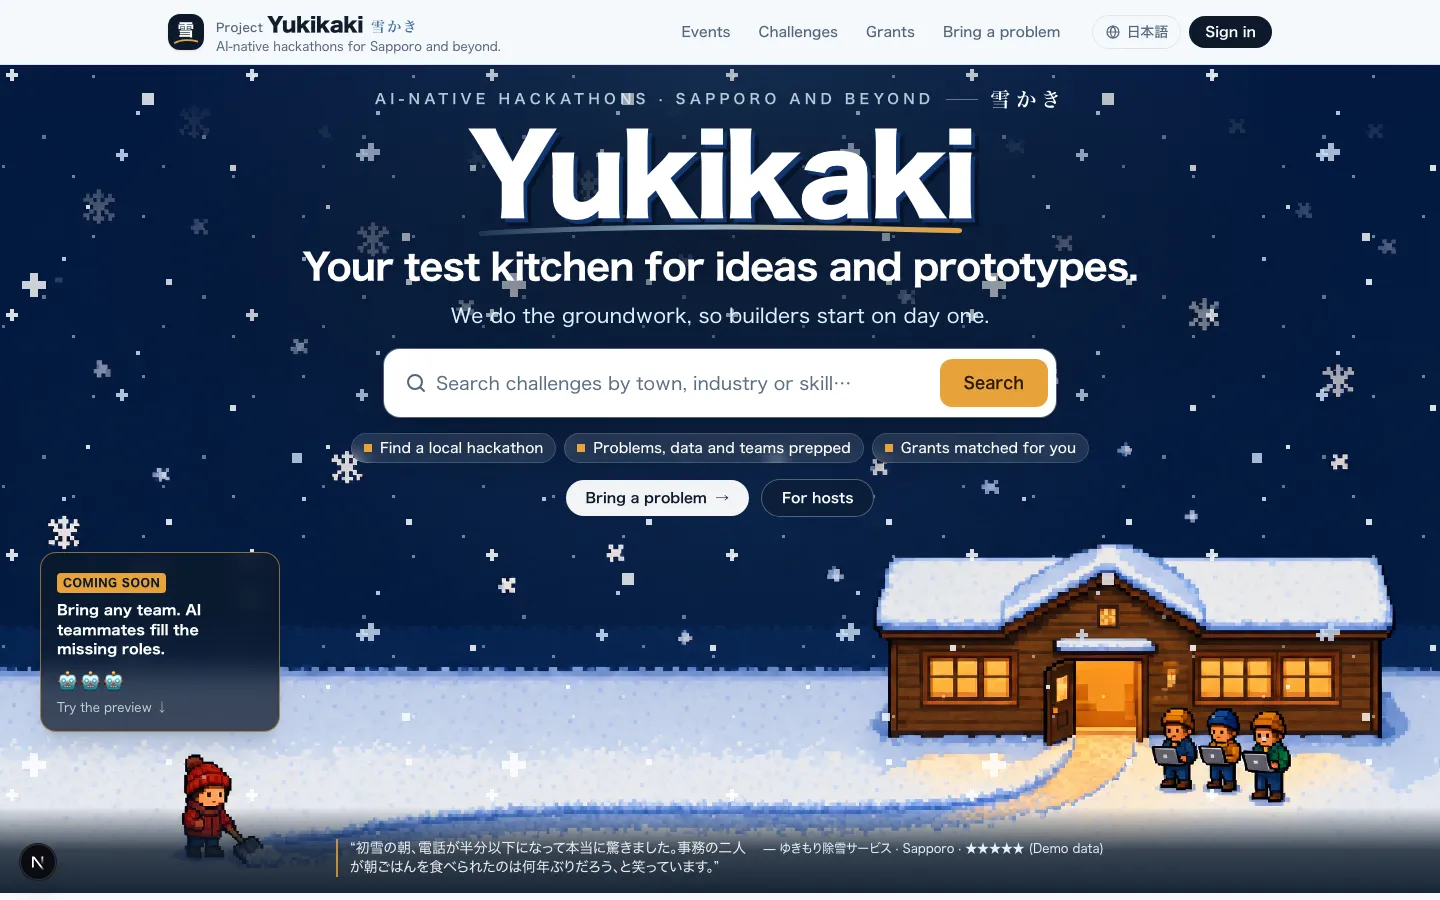 雪
Project Yukikaki 雪かき
AI-native hackathons for Sapporo and beyond.
Events
Challenges
Grants
Bring a problem
日本語
Sign in
AI-NATIVE HACKATHONS · SAPPORO AND BEYOND — 雪かき
Yukikaki
Your test kitchen for ideas and prototypes.
We do the groundwork, so builders start on day one.
Search challenges by town, industry or skill…
Search
Find a local hackathon
Problems, data and teams prepped
Grants matched for you
Bring a problem →
For hosts
COMING SOON
Bring any team. AI
teammates fill the
missing roles.
Try the preview ↓
N
“初雪の朝、電話が半分以下になって本当に驚きました。事務の二人
が朝ごはんを食べられたのは何年ぶりだろう、と笑っています。”
— ゆきもり除雪サービス · Sapporo · ★★★★★ (Demo data)